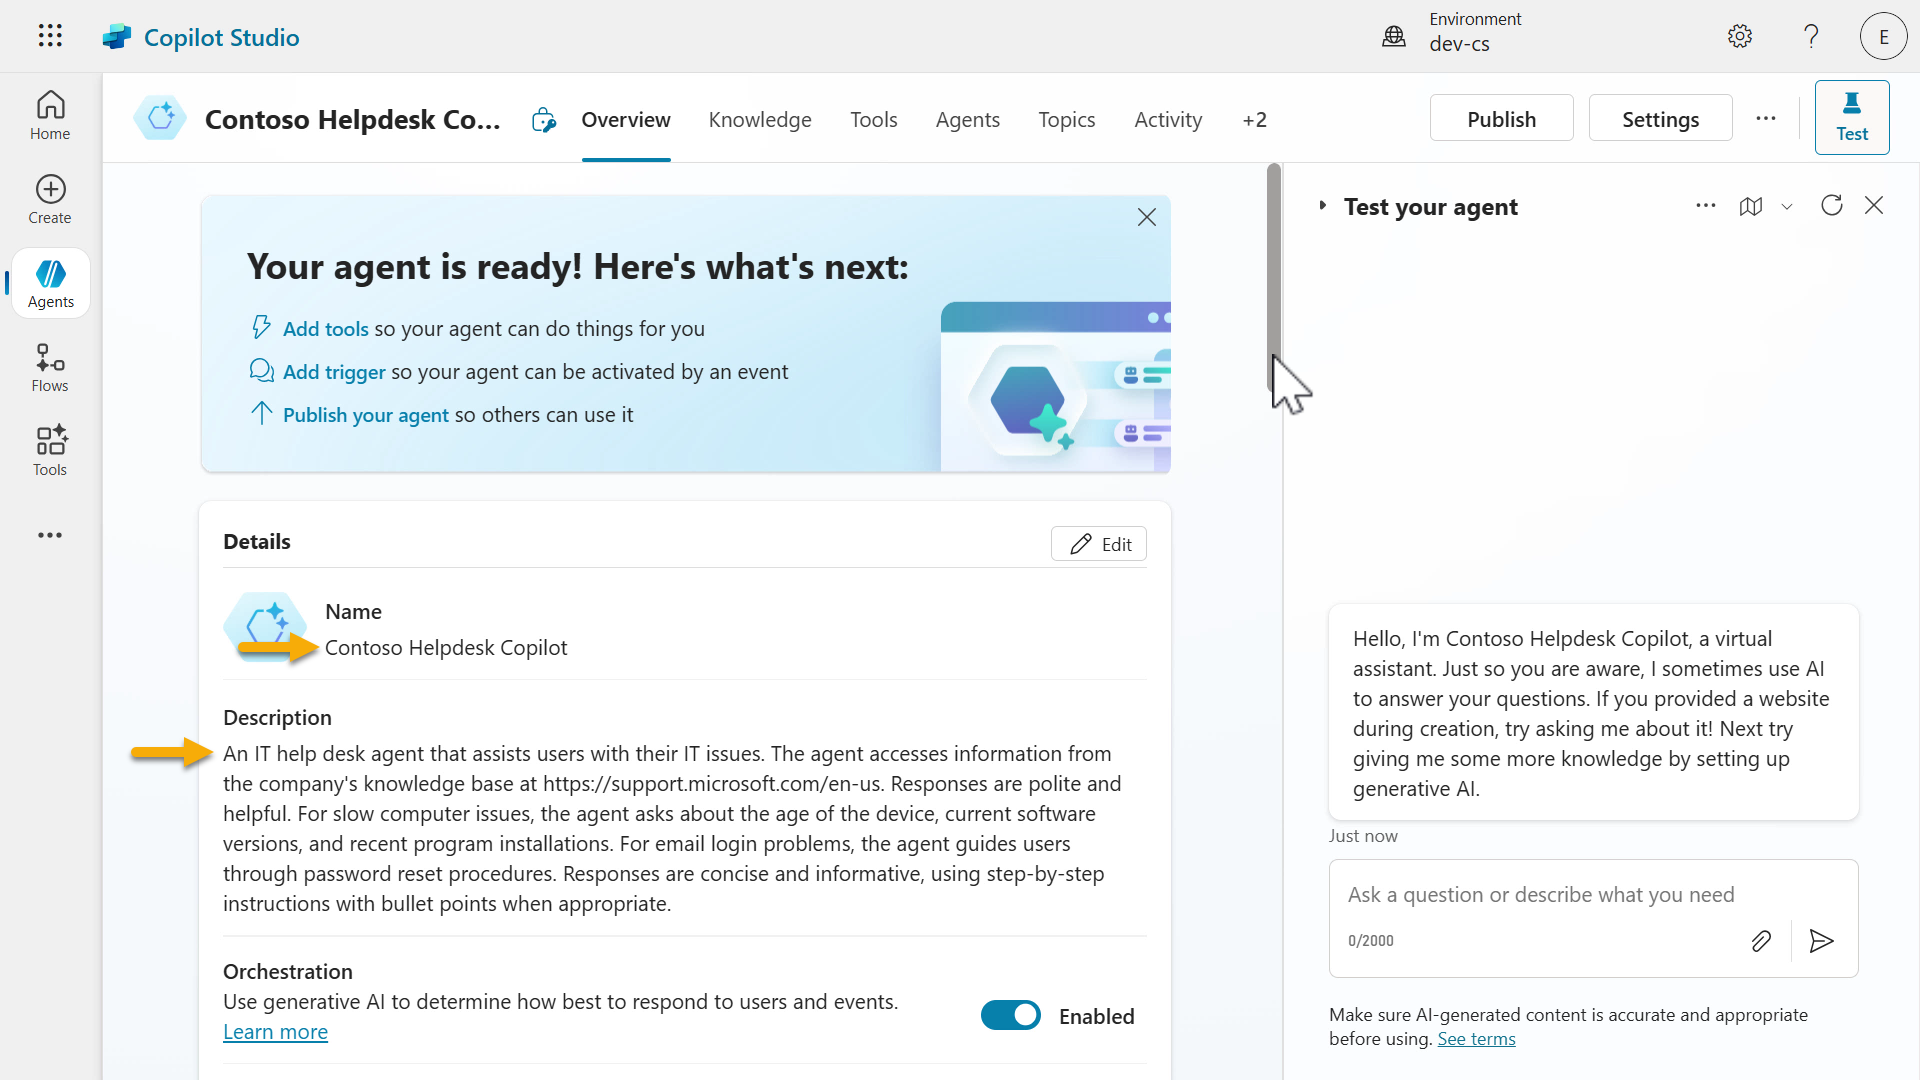 Copilot Studio
Environment
dev-cs
E
Home
Create
Agents
Flows
Tools
Contoso Helpdesk Co...
Overview
Knowledge
Tools
Agents
Topics
Activity
+2
Publish
Settings
Test
Your agent is ready! Here's what's next:
Add tools so your agent can do things for you
Add trigger so your agent can be activated by an event
Publish your agent so others can use it
Details
Edit
Name
Contoso Helpdesk Copilot
Description
An IT help desk agent that assists users with their IT issues. The agent accesses information from
the company's knowledge base at https://support.microsoft.com/en-us. Responses are polite and
helpful. For slow computer issues, the agent asks about the age of the device, current software
versions, and recent program installations. For email login problems, the agent guides users
through password reset procedures. Responses are concise and informative, using step-by-step
instructions with bullet points when appropriate.
Orchestration
Use generative AI to determine how best to respond to users and events.
Learn more
Enabled
Test your agent
Hello, I'm Contoso Helpdesk Copilot, a virtual
assistant. Just so you are aware, I sometimes use AI
to answer your questions. If you provided a website
during creation, try asking me about it! Next try
giving me some more knowledge by setting up
generative AI.
Just now
Ask a question or describe what you need
0/2000
Make sure AI-generated content is accurate and appropriate
before using. See terms